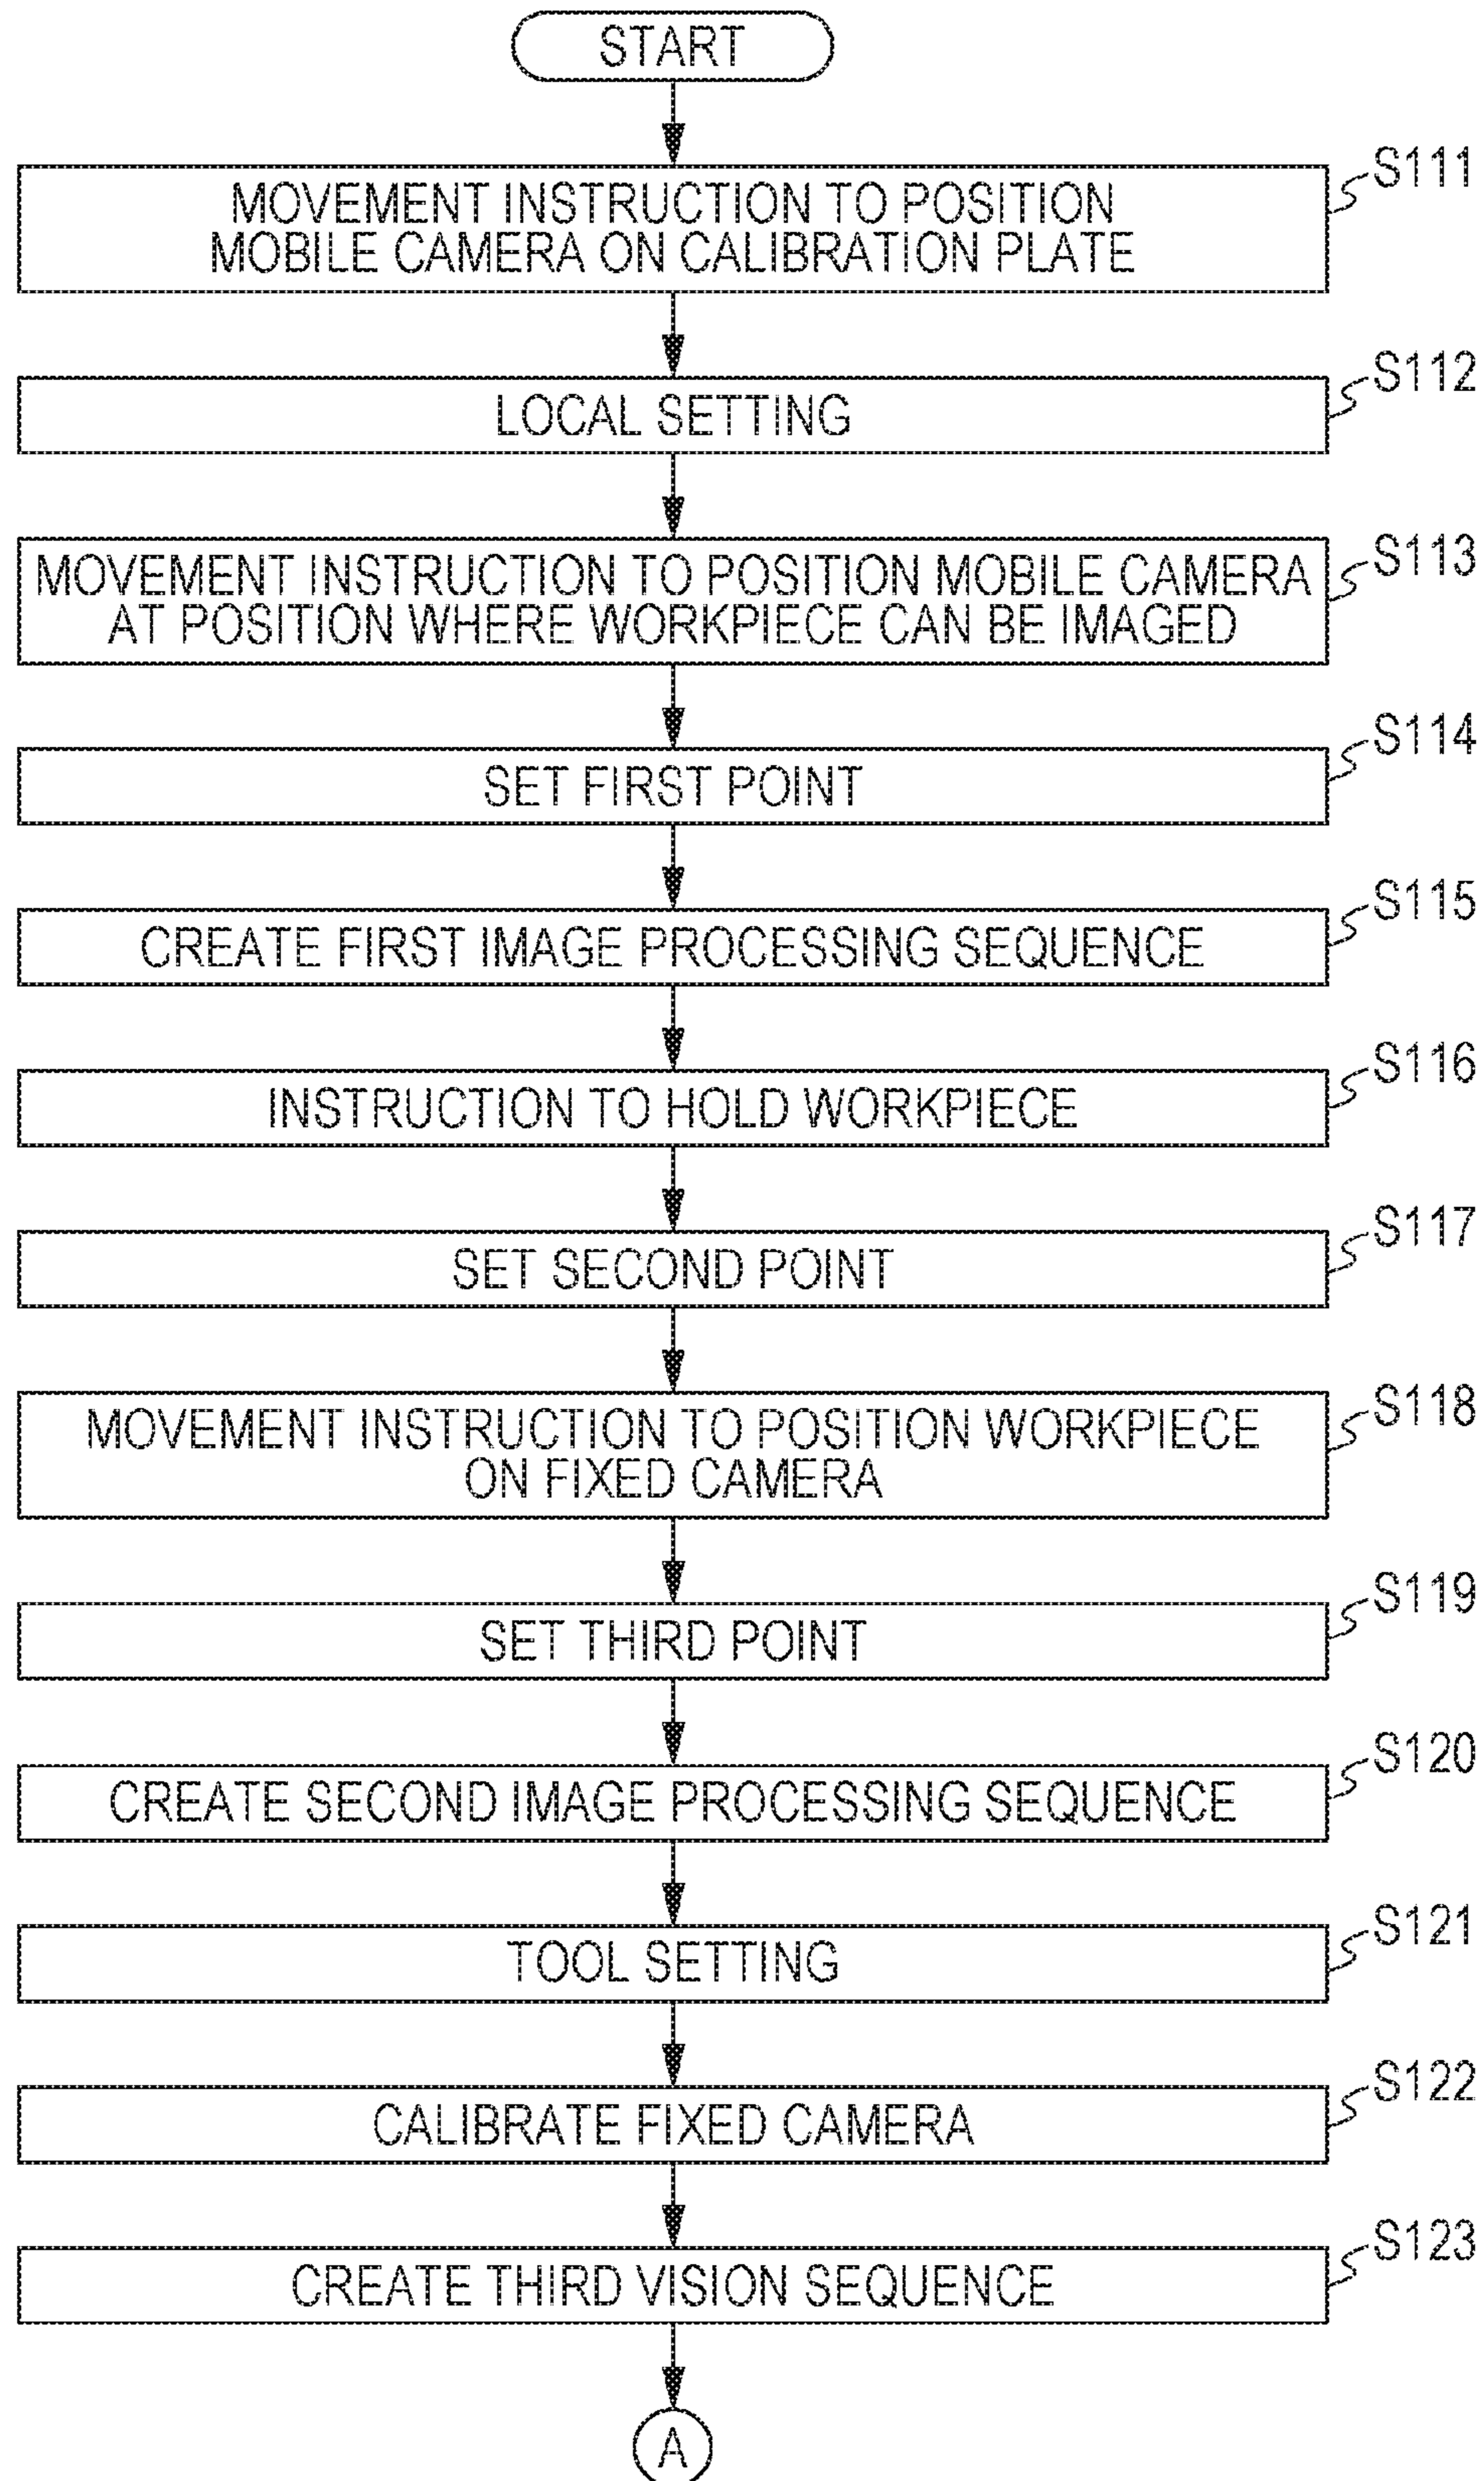 START
S111
MOVEMENT INSTRUCTION TO POSITION
MOBILE CAMERA ON CALIBRATION PLATE
S112
LOCAL SETTING
S113
MOVEMENT INSTRUCTION TO POSITION MOBILE CAMERA
AT POSITION WHERE WORKPIECE CAN BE IMAGED
S114
SET FIRST POINT
S115
CREATE FIRST IMAGE PROCESSING SEQUENCE
S116
INSTRUCTION TO HOLD WORKPIECE
S117
SET SECOND POINT
S118
MOVEMENT INSTRUCTION TO POSITION WORKPIECE
ON FIXED CAMERA
S119
SET THIRD POINT
S120
CREATE SECOND IMAGE PROCESSING SEQUENCE
S121
TOOL SETTING
S122
CALIBRATE FIXED CAMERA
S123
CREATE THIRD VISION SEQUENCE
A